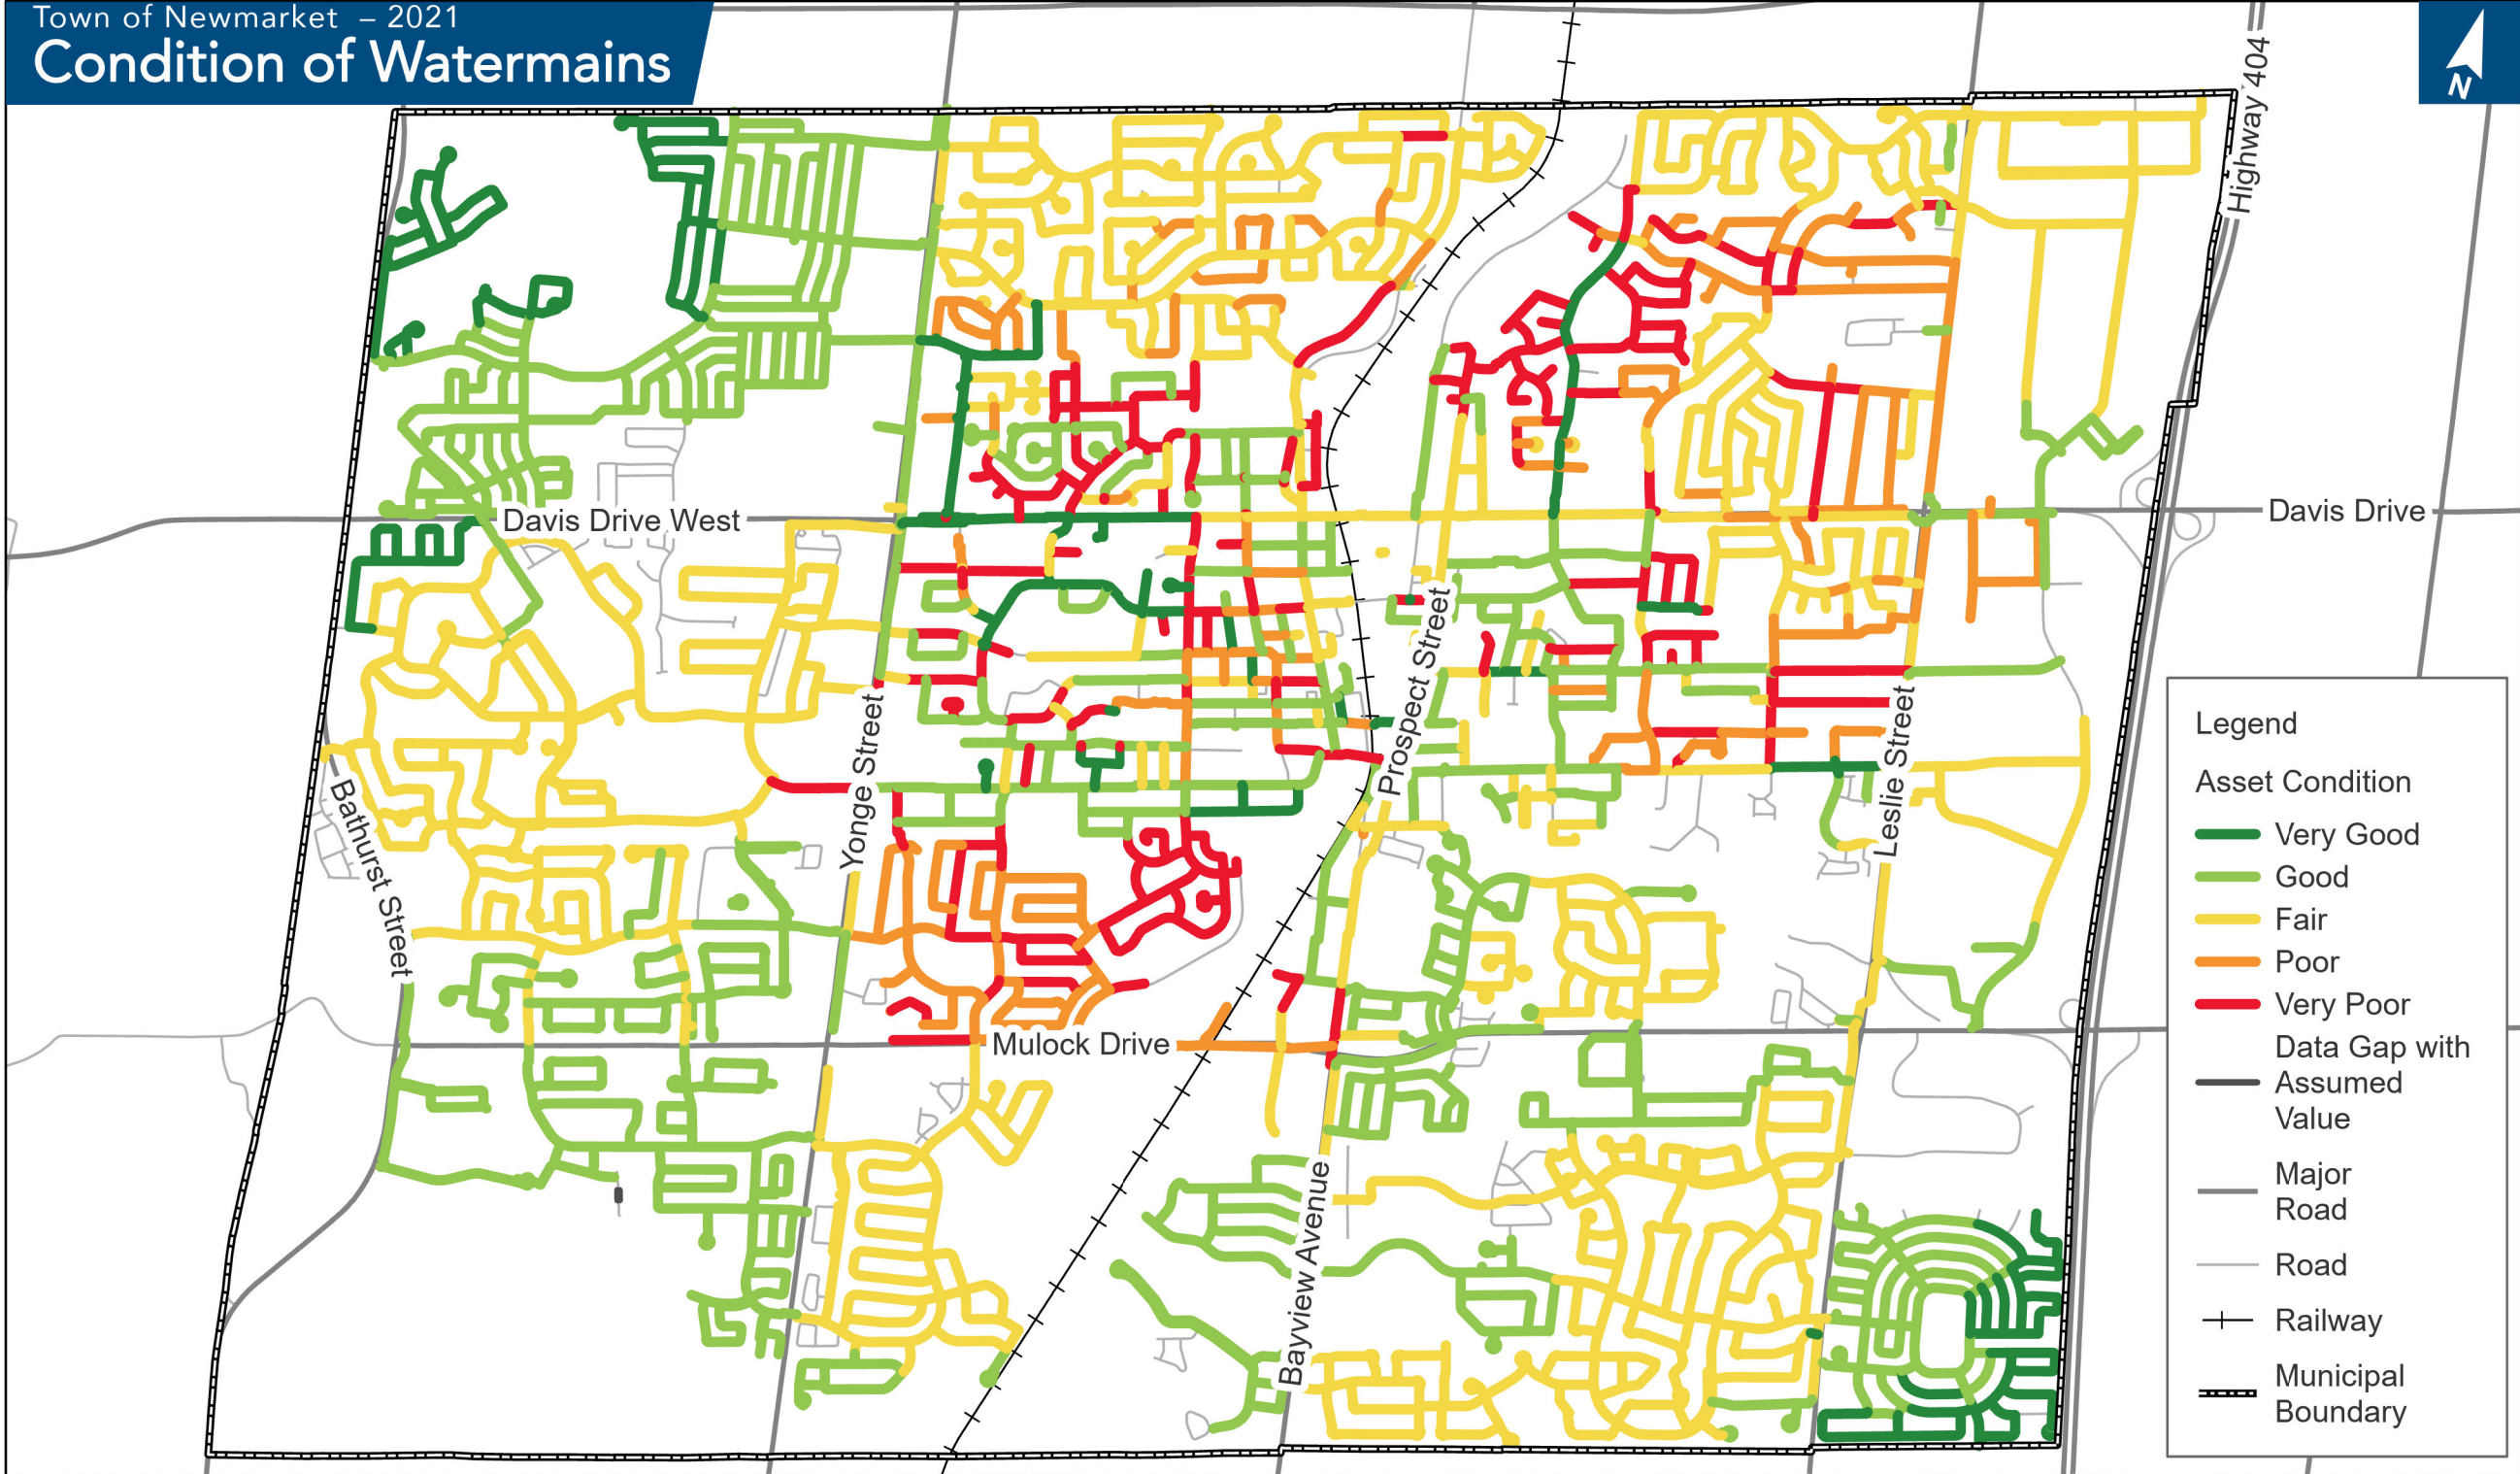 Town of Newmarket – 2021
Condition of Watermains
N
Highway 404
Davis Drive West
Davis Drive
Prospect Street
Yonge Street
Leslie Street
Bathurst Street
Mulock Drive
Bayview Avenue
Legend
Asset Condition
Very Good
Good
Fair
Poor
Very Poor
Data Gap with
Assumed
Value
Major
Road
Road
Railway
Municipal
Boundary